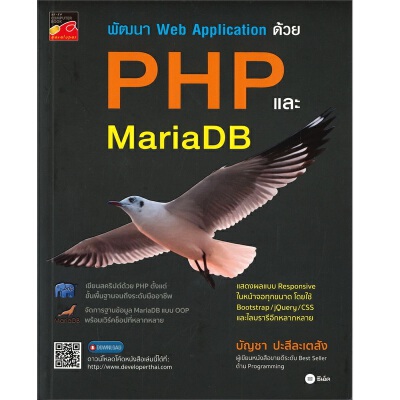 พัฒนา Web Application ด้วย
PHP และ
MariaDB
เขียนสคริปต์ด้วย PHP ตั้งแต่
ขั้นพื้นฐานจนถึงระดับมืออาชีพ
จัดการฐานข้อมูล MariaDB แบบ OOP
พร้อมเวิร์คช็อปที่หลากหลาย
DOWNLOAD
ดาวน์โหลดโค้ดหนังสือเล่มนี้ได้ที่:
http://www.developerthai.com
แสดงผลแบบ Responsive
ในหน้าจอทุกขนาด โดยใช้
Bootstrap/jQuery/CSS
และไลบรารีอีกหลากหลาย
บัญชา ปะสีละเตสัง
ผู้เขียนหนังสือขายดีระดับ Best Seller
ด้าน Programming
ซีเอ็ด